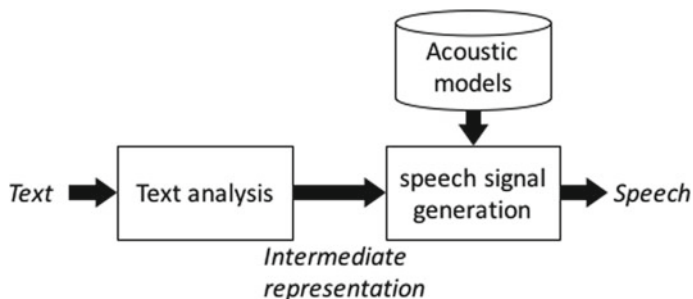 Acoustic
models
Text
Text analysis
speech signal
generation
Speech
Intermediate
representation